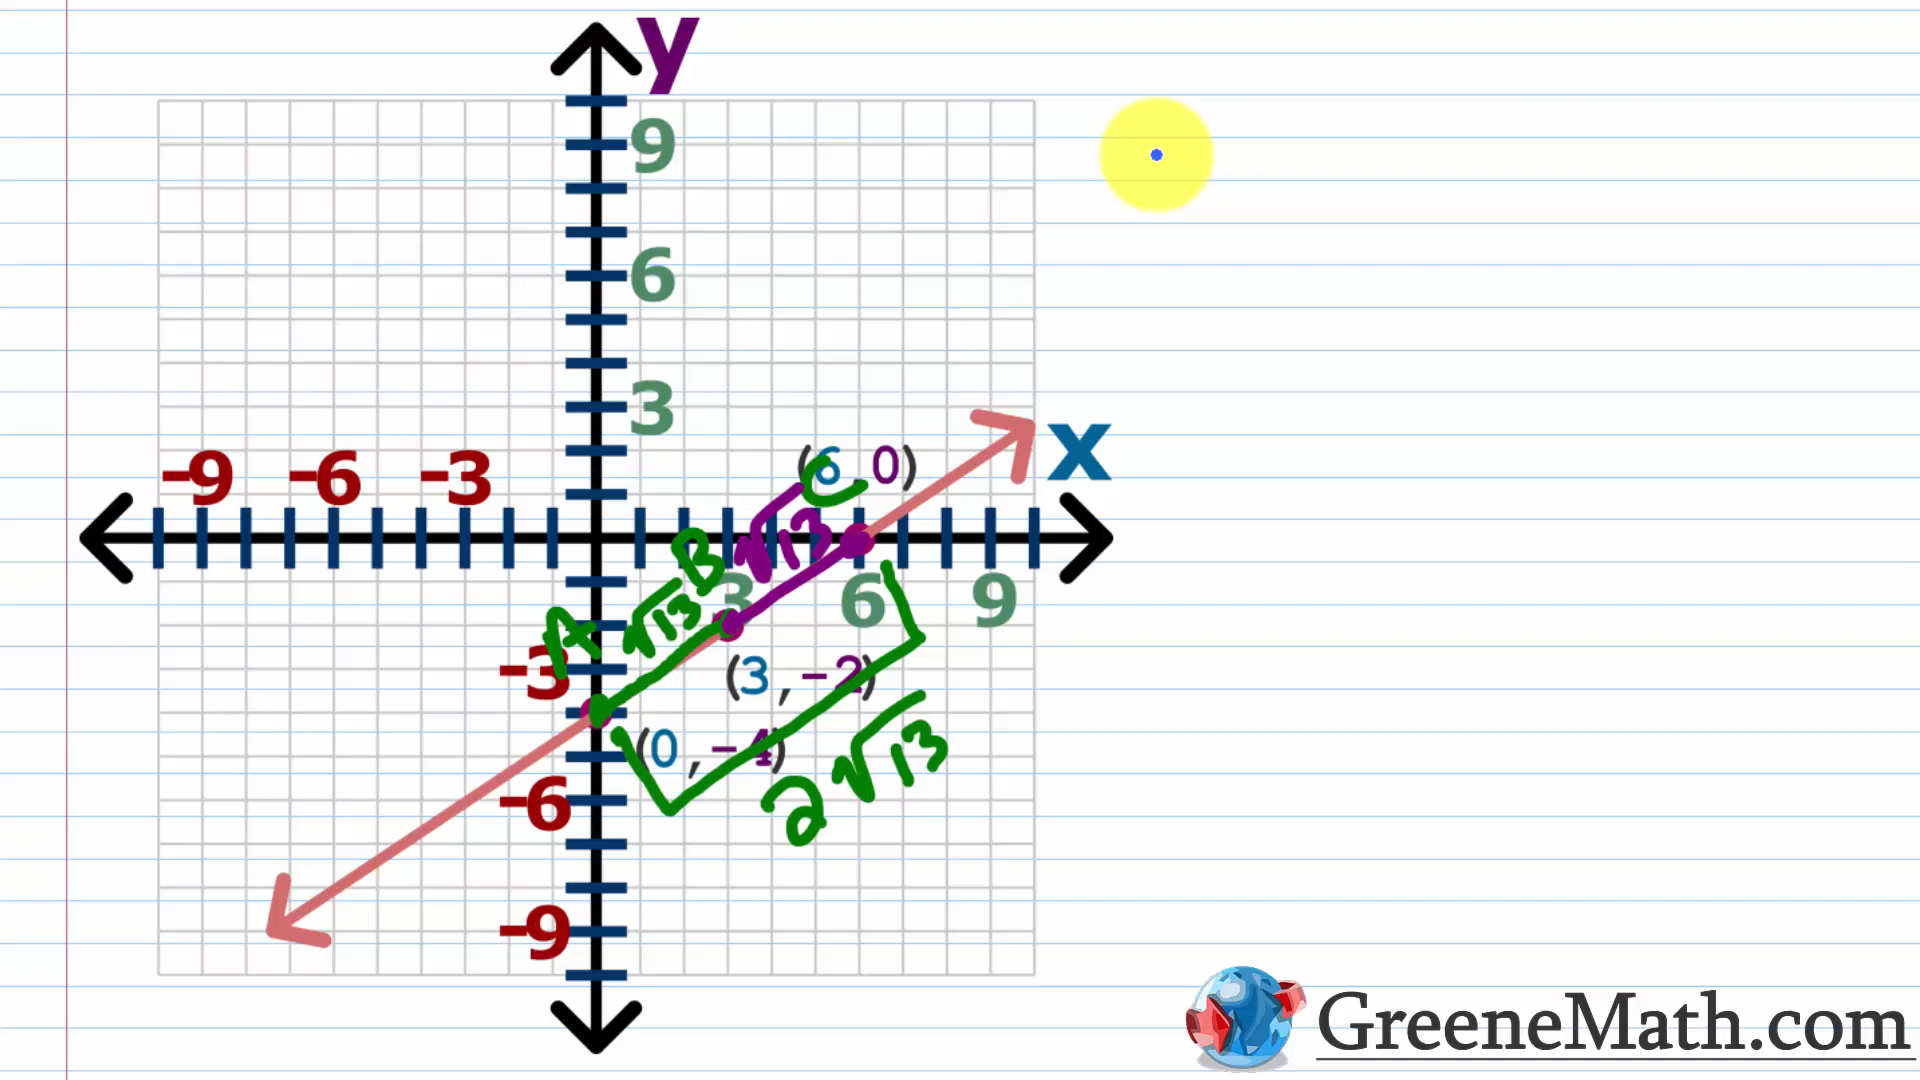 y
9
6
3
-9 -6 -3
x
(6,0)
C
√13
B
A
√13
3 6 9
-3
(3,-2)
(0,-4)
2√13
-6
-9
GreeneMath.com